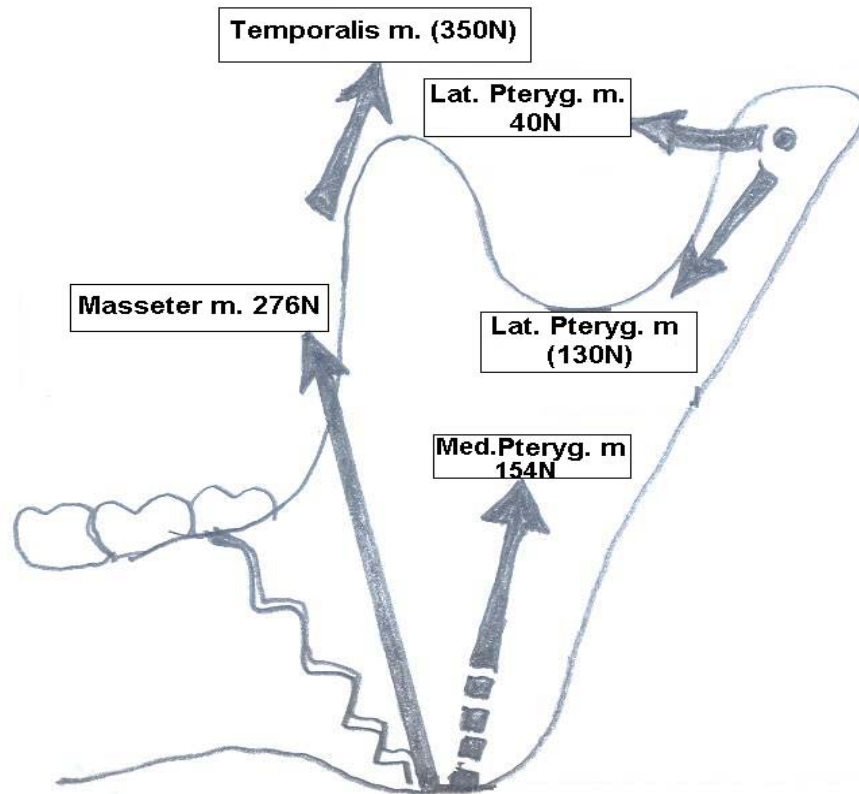 Temporalis m. (350N)
Lat. Pteryg. m.
40N
Masseter m. 276N
Lat. Pteryg. m
(130N)
Med.Pteryg. m
154N